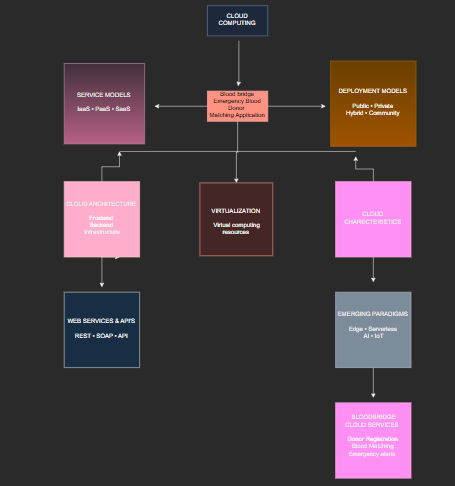 CLOUD
COMPUTING
SERVICE MODELS
IaaS • PaaS • SaaS
Blood bridge
Emergency Blood
Donor
Matching Application
DEPLOYMENT MODELS
Public • Private
Hybrid • Community
CLOUD ARCHITECTURE
Frontend
Backend
Infrastructure
VIRTUALIZATION
Virtual computing
resources
CLOUD
CHARECTERISTICS
WEB SERVICES & API'S
REST • SOAP • API
EMERGING PARADIGMS
Edge • Serverless
AI • IoT
BLOODBRIDGE
CLOUD SERVICES
Donor Registration
Blood Matching
Emergency alerts